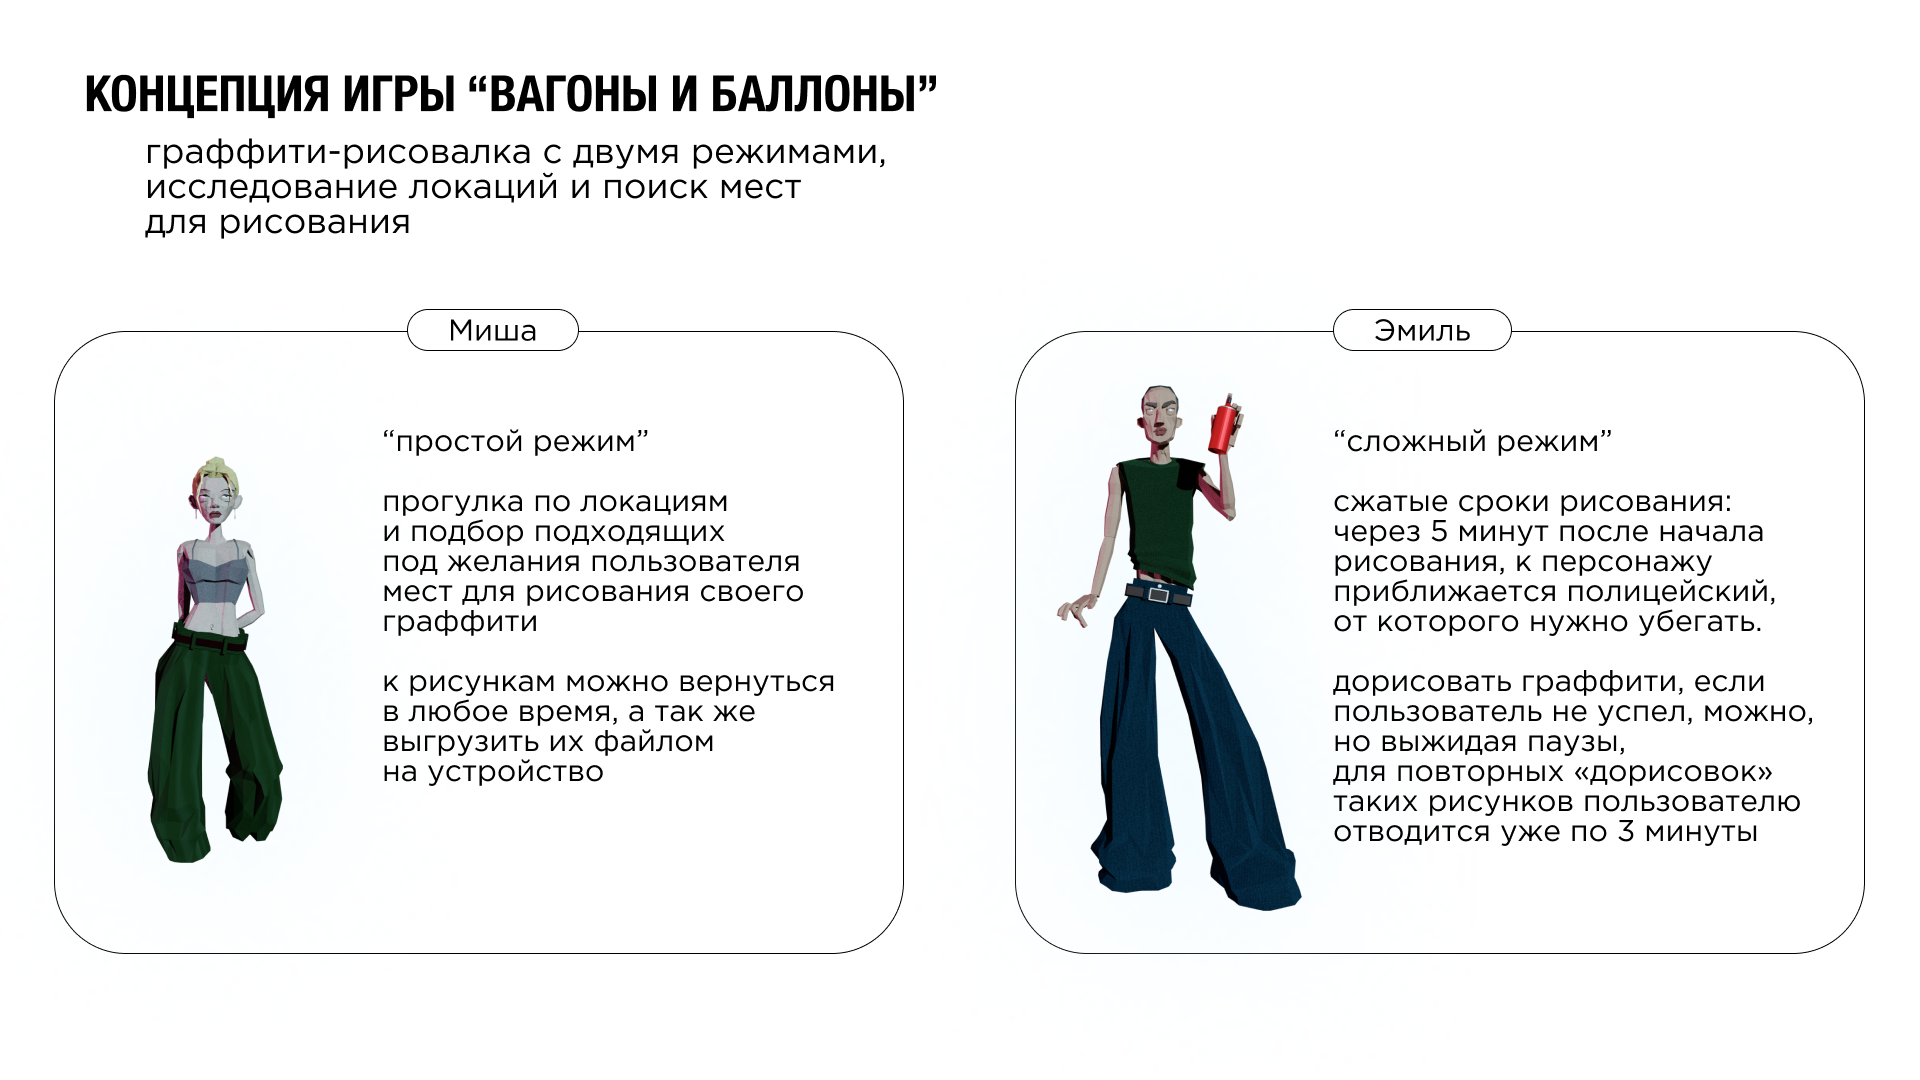 КОНЦЕПЦИЯ ИГРЫ “ВАГОНЫ И БАЛЛОНЫ”
граффити-рисовалка с двумя режимами,
исследование локаций и поиск мест
для рисования
Миша
“простой режим”
прогулка по локациям
и подбор подходящих
под желания пользователя
мест для рисования своего
граффити
к рисункам можно вернуться
в любое время, а так же
выгрузить их файлом
на устройство
Эмиль
“сложный режим”
сжатые сроки рисования:
через 5 минут после начала
рисования, к персонажу
приближается полицейский,
от которого нужно убегать.
дорисовать граффити, если
пользователь не успел, можно,
но выжидая паузы,
для повторных «дорисовок»
таких рисунков пользователю
отводится уже по 3 минуты